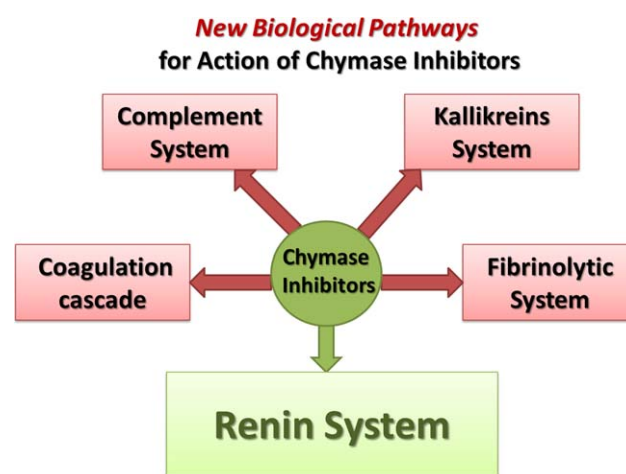 New Biological Pathways
for Action of Chymase Inhibitors
Complement
System
Kallikreins
System
Coagulation
cascade
Chymase
Inhibitors
Fibrinolytic
System
Renin System